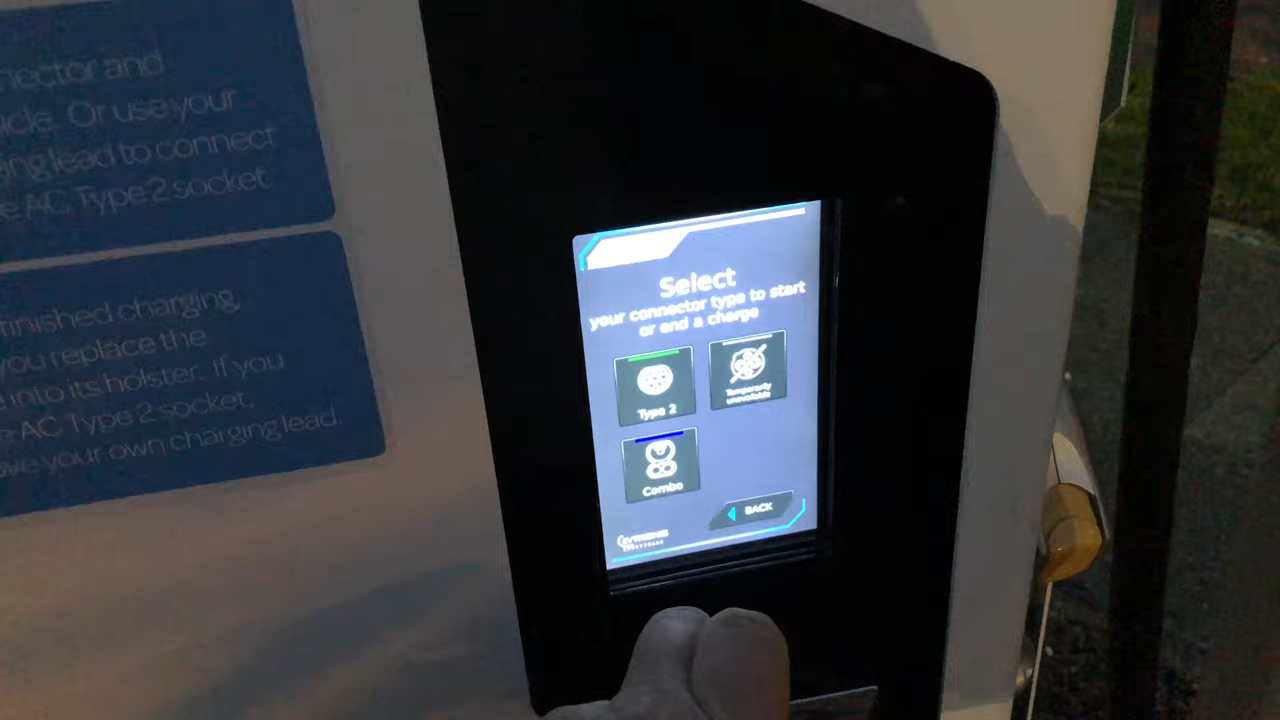 nector and
icle. Or use your
ing lead to connect
e AC Type 2 socket.
finished charging,
you replace the
e into its holster. If you
e AC Type 2 socket,
ove your own charging lead.
Select
your connector type to start
or end a charge
Type 2
Temporarily
unavailable
Combo
BACK